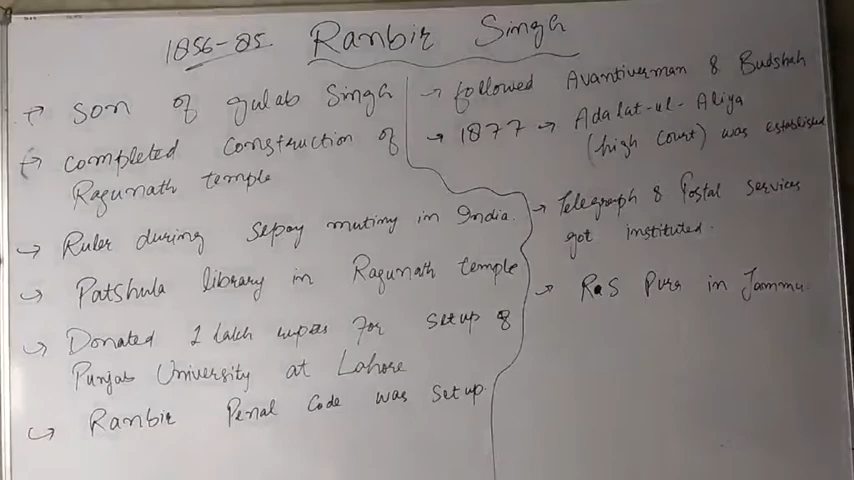 1856-85 Ranbir Singh
→ son of gulab Singh
→ completed construction of
Ragunath temple
→ Ruler during sepoy mutiny in India.
→ Patshula library in Ragunath temple
→ Donated 1 lakh rupees for setup of
Punjab University at Lahore
→ Ranbir Penal Code was setup.
→ followed Avantiverman & Budshah
→ 1877 → Adalat-ul-Aliya
(high court) was established
→ Telegraph & Postal services
got instituted.
→ R.S Pura in Jammu.